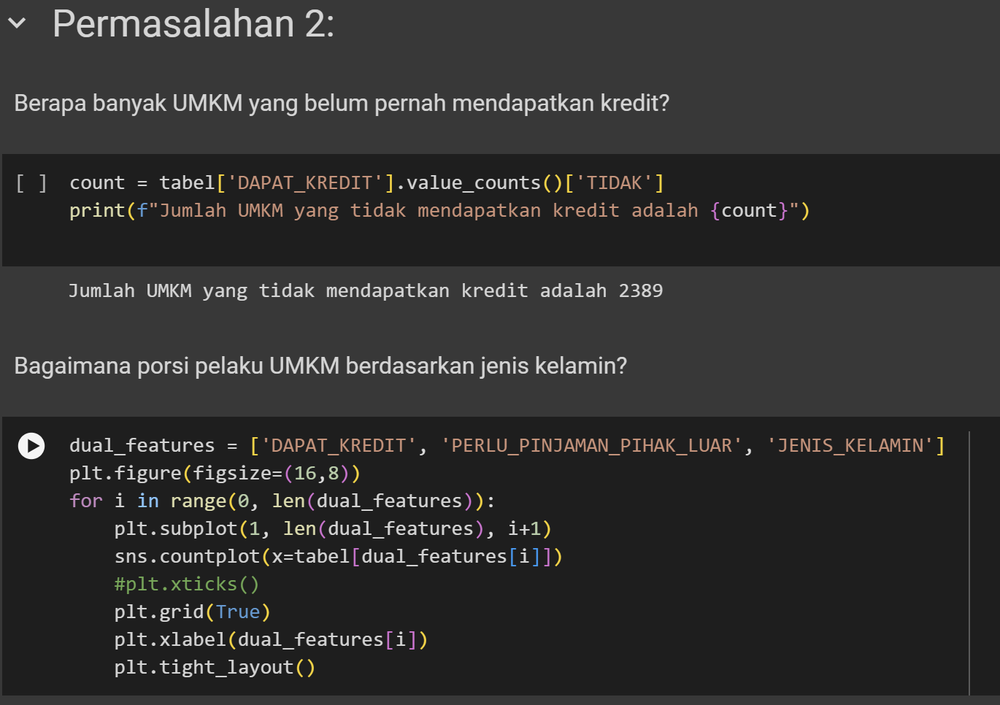 Permasalahan 2:
Berapa banyak UMKM yang belum pernah mendapatkan kredit?
[ ] count = tabel['DAPAT_KREDIT'].value_counts()['TIDAK']
print(f"Jumlah UMKM yang tidak mendapatkan kredit adalah {count}")
Jumlah UMKM yang tidak mendapatkan kredit adalah 2389
Bagaimana porsi pelaku UMKM berdasarkan jenis kelamin?
dual_features = ['DAPAT_KREDIT', 'PERLU_PINJAMAN_PIHAK_LUAR', 'JENIS_KELAMIN']
plt.figure(figsize=(16,8))
for i in range(0, len(dual_features)):
    plt.subplot(1, len(dual_features), i+1)
    sns.countplot(x=tabel[dual_features[i]])
    #plt.xticks()
    plt.grid(True)
    plt.xlabel(dual_features[i])
    plt.tight_layout()